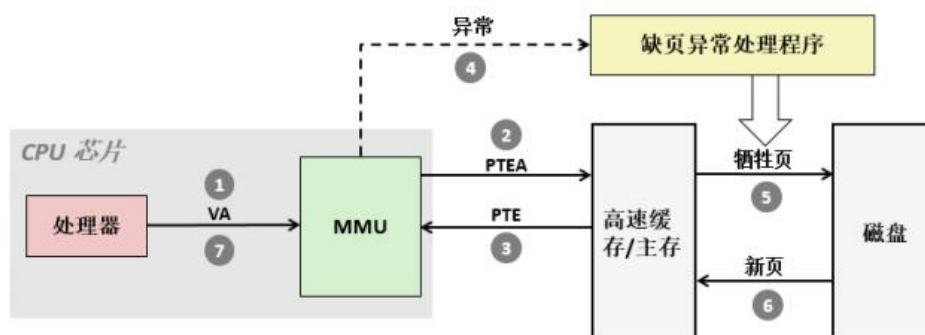 异常
4
缺页异常处理程序
CPU 芯片
2
PTEA
牺牲页
5
1
VA
7
处理器
MMU
PTE
3
高速缓
存/主存
磁盘
新页
6